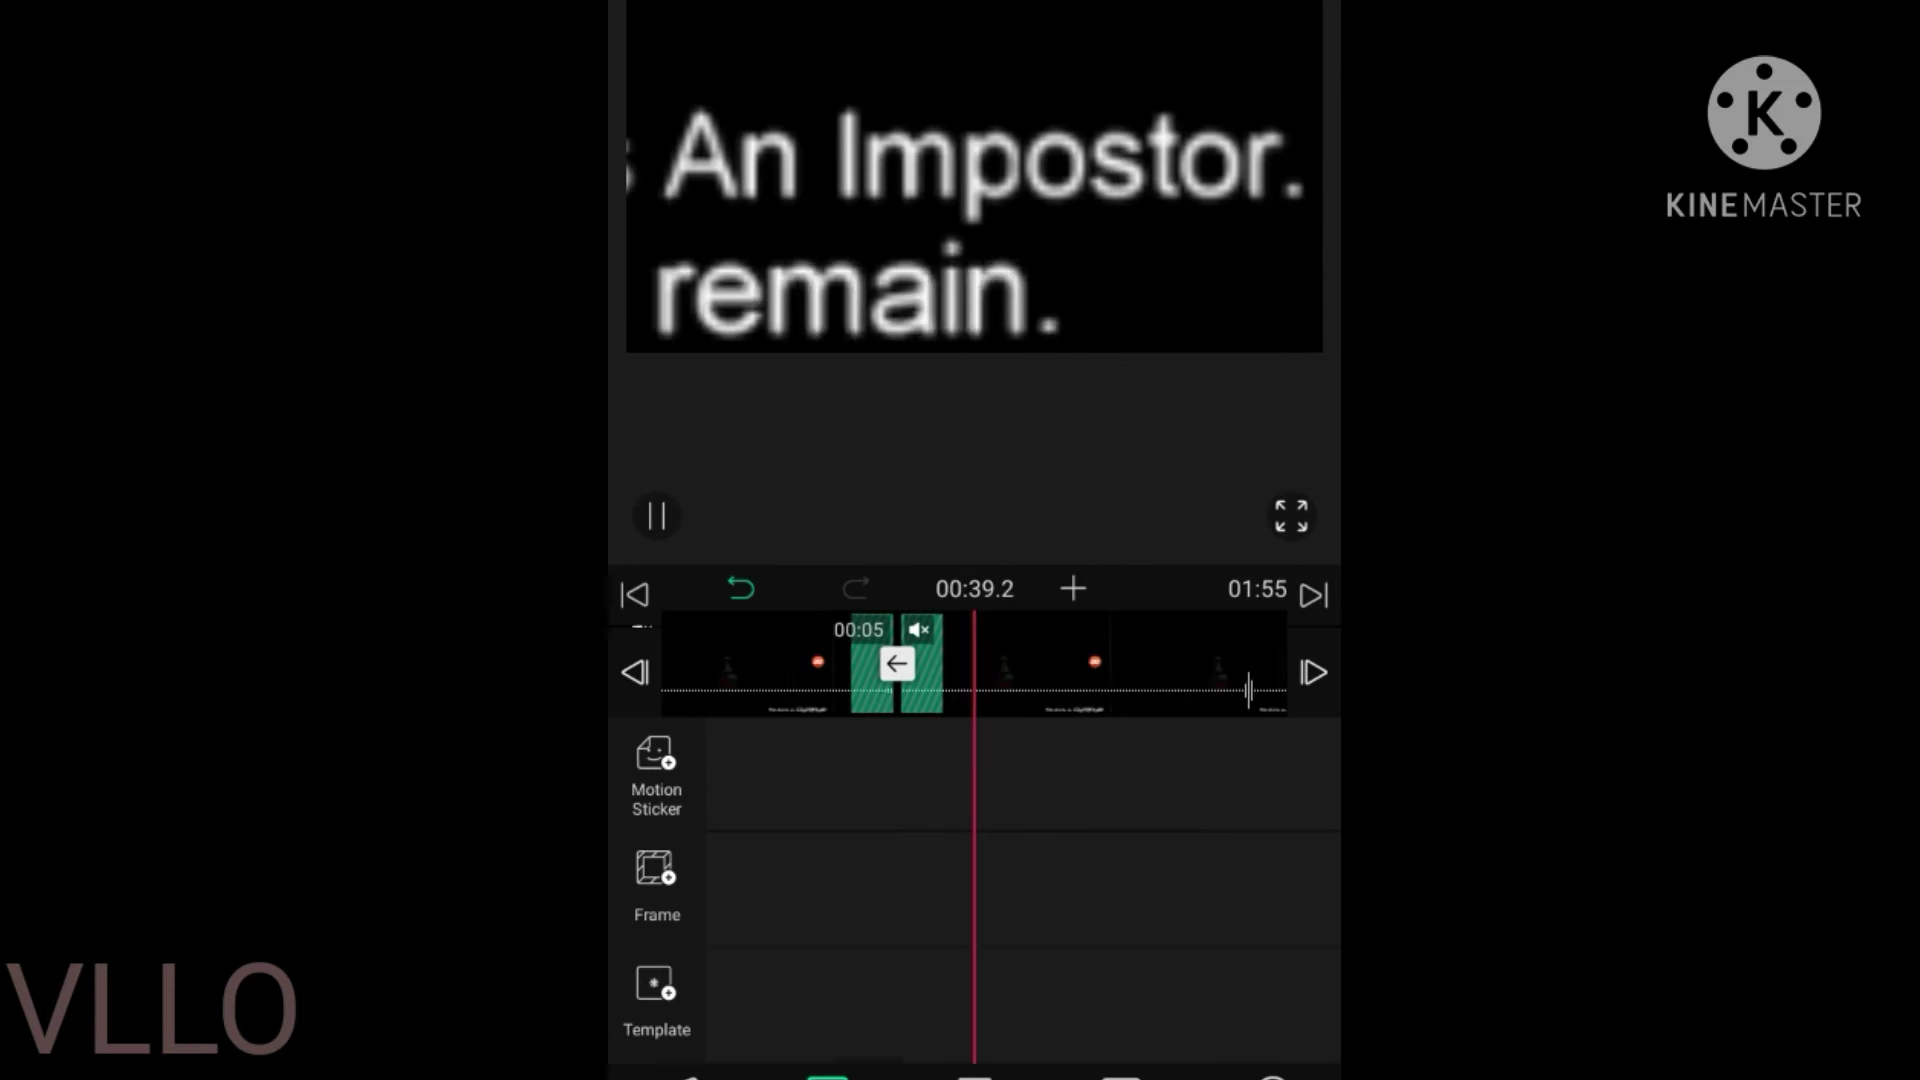 An Impostor.
remain.
K
KINEMASTER
00:39.2
01:55
00:05
Motion
Sticker
Frame
Template
VLLO